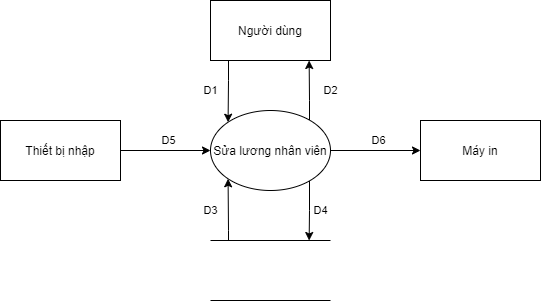 Người dùng
D1
D2
Thiết bị nhập
D5
Sửa lương nhân viên
D6
Máy in
D3
D4